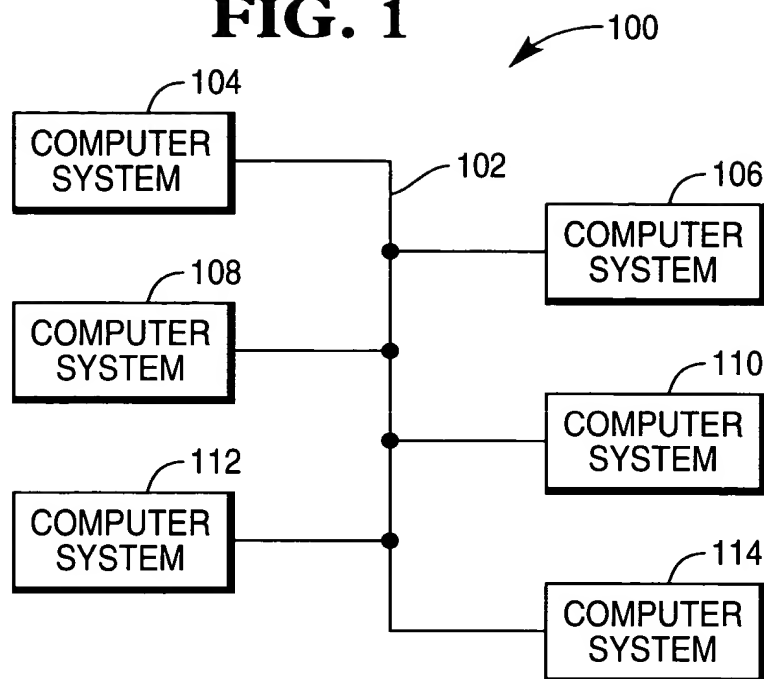 FIG. 1
100
104
COMPUTER
SYSTEM
102
106
COMPUTER
SYSTEM
108
COMPUTER
SYSTEM
110
COMPUTER
SYSTEM
112
COMPUTER
SYSTEM
114
COMPUTER
SYSTEM